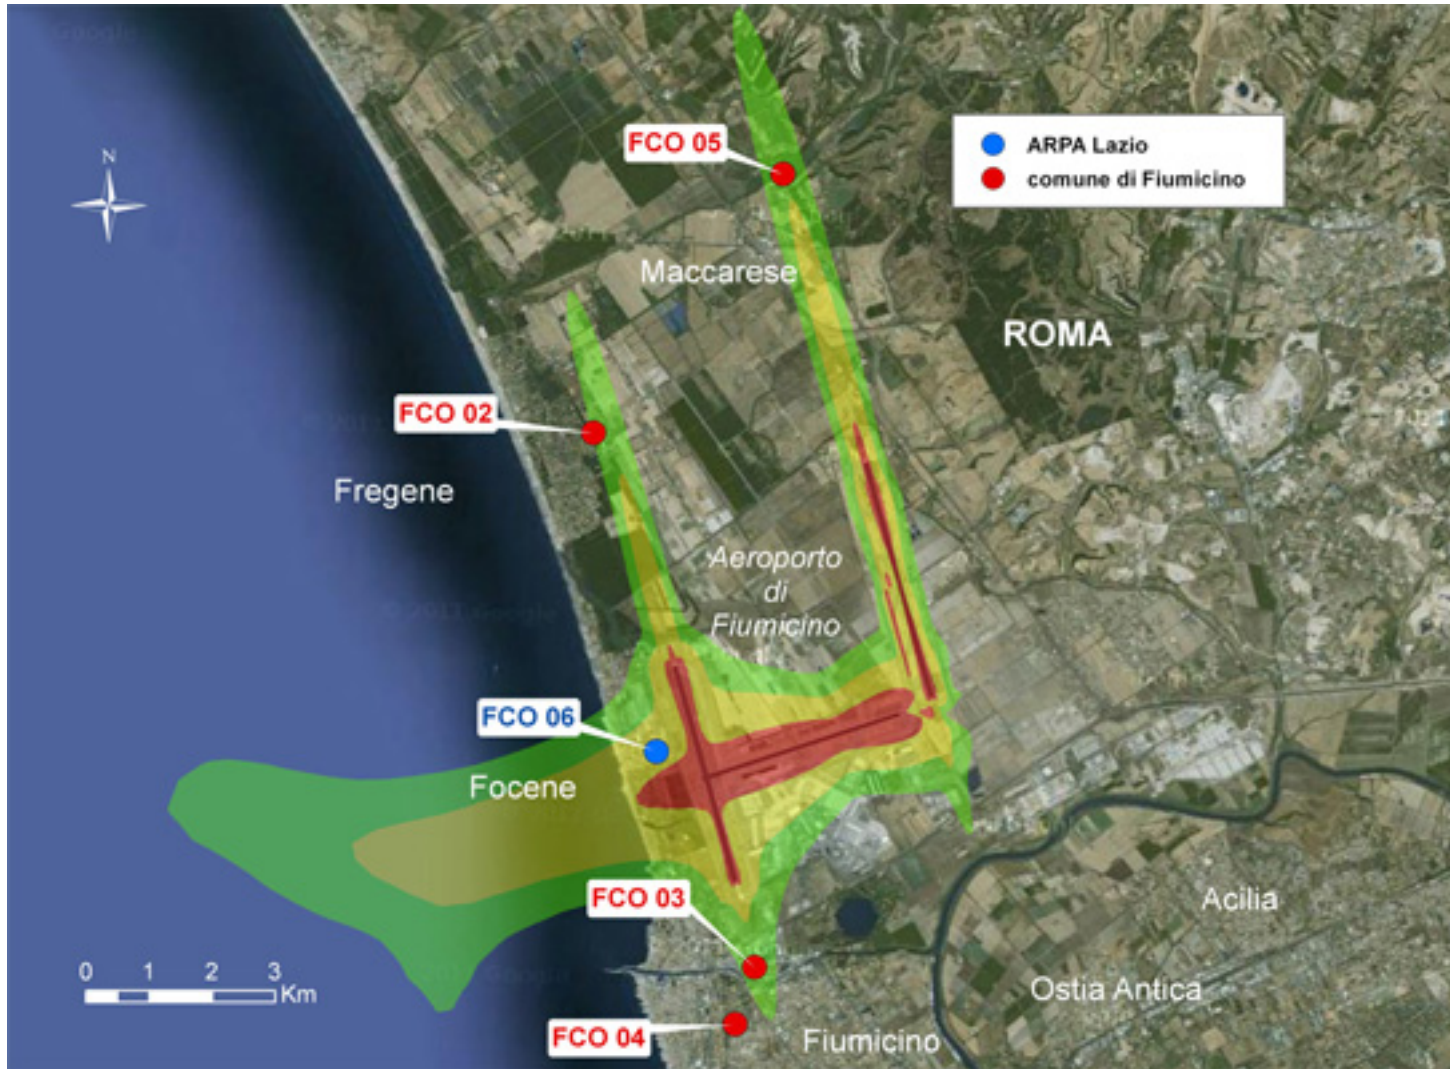 N
FCO 05
ARPA Lazio
comune di Fiumicino
Maccarese
ROMA
FCO 02
Fregene
Aeroporto
di
Fiumicino
FCO 06
Focene
FCO 03
Acilia
0 1 2 3
Km
Ostia Antica
FCO 04
Fiumicino